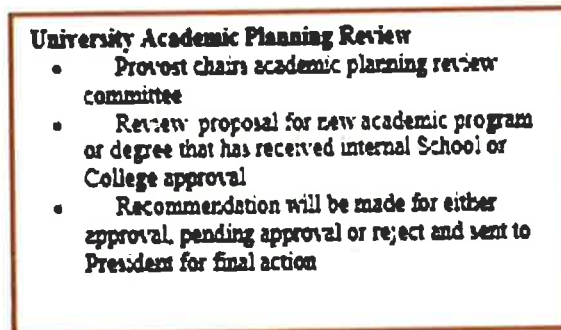 University Academic Planning Review
• Provost chairs academic planning review
committee
• Review proposal for new academic program
or degree that has received internal School or
College approval
• Recommendation will be made for either
approval, pending approval or reject and sent to
President for final action